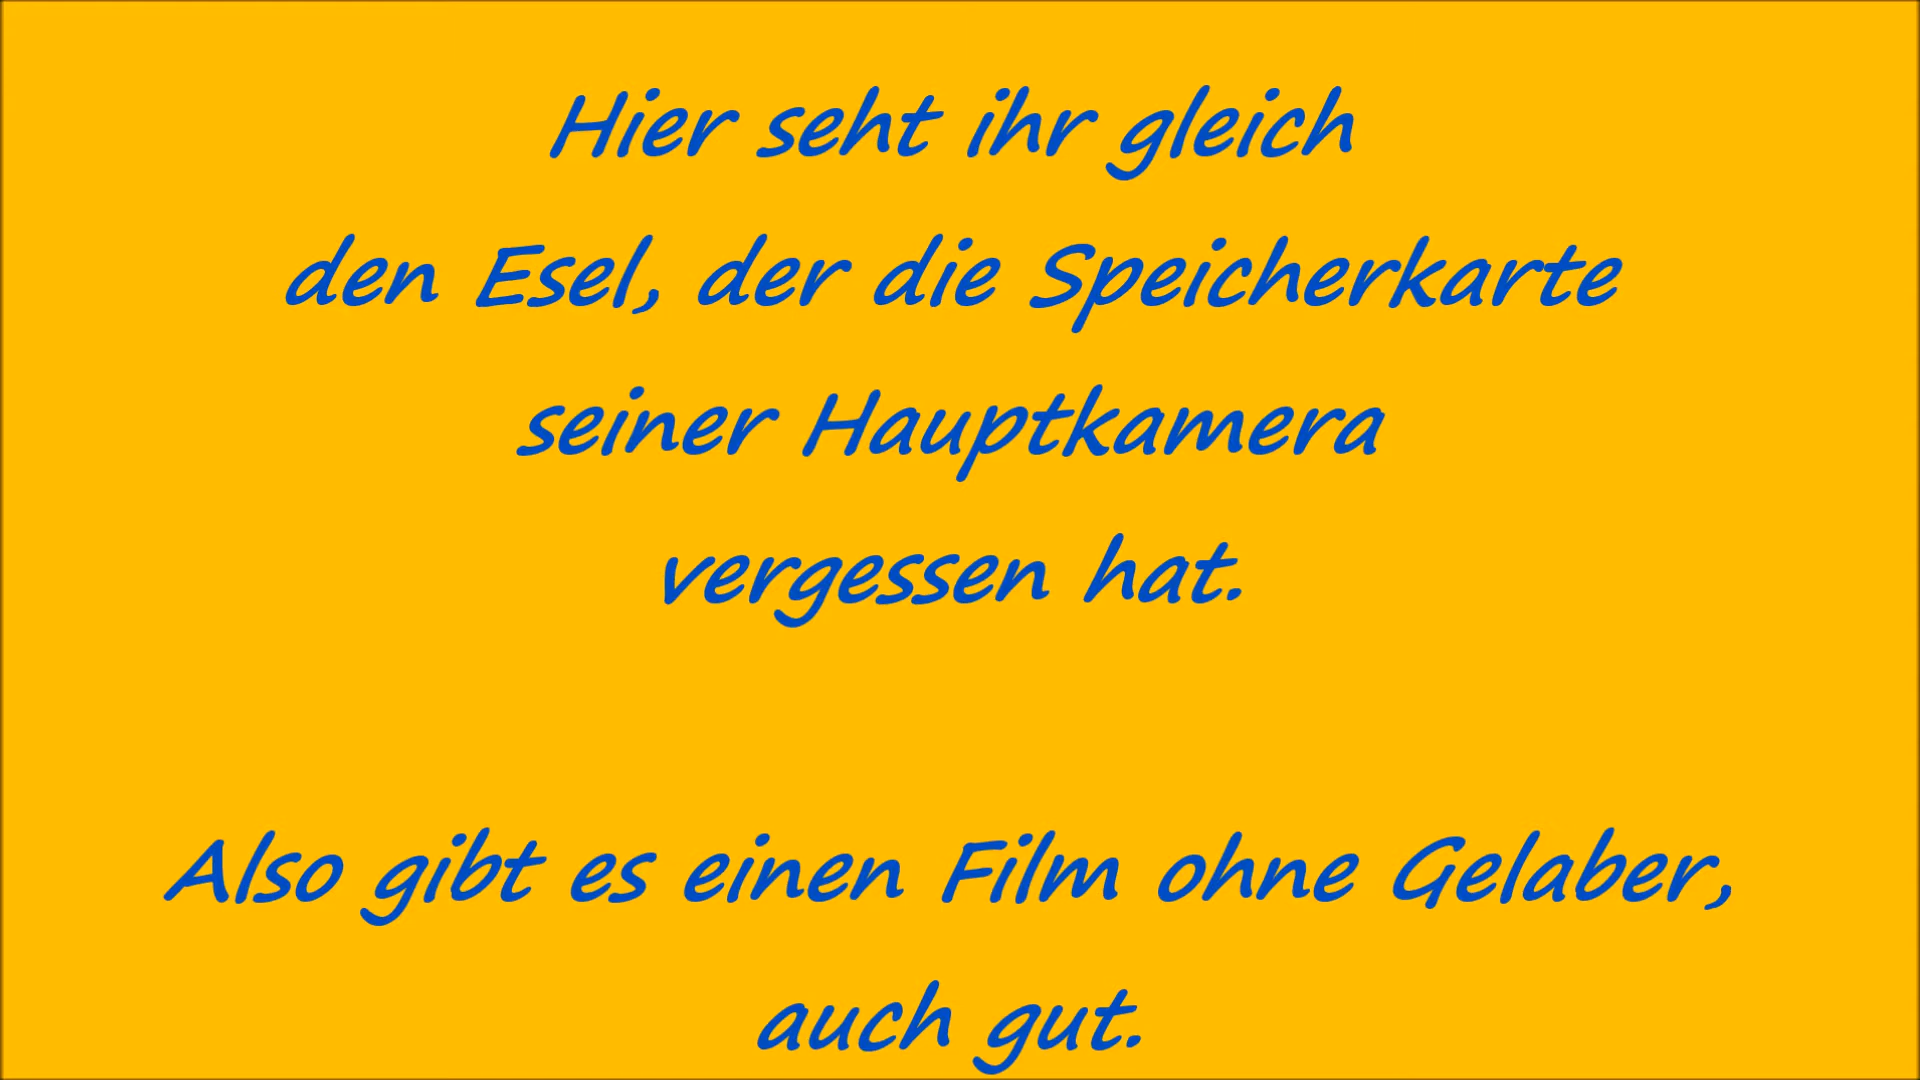 Hier seht ihr gleich
den Esel, der die Speicherkarte
seiner Hauptkamera
vergessen hat.
Also gibt es einen Film ohne Gelaber,
auch gut.